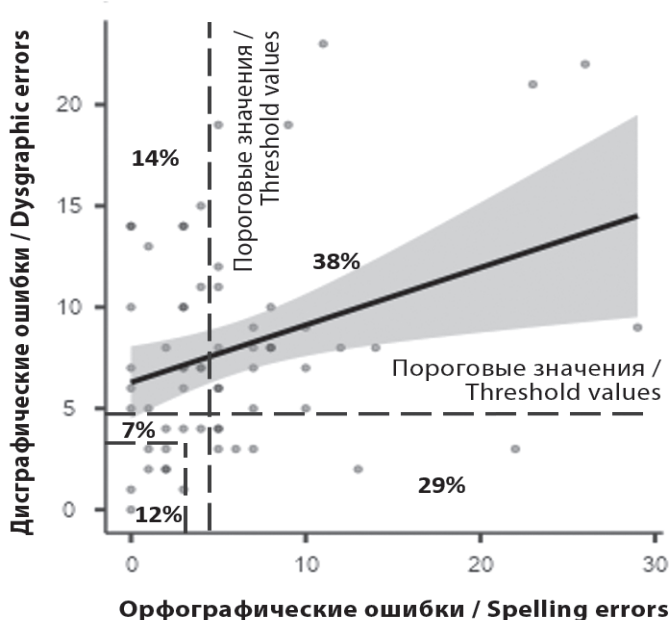 Дисграфические ошибки / Dysgraphic errors
20
15
10
5
0
14%
Пороговые значения /
Threshold values
38%
Пороговые значения /
Threshold values
7%
12%
29%
0
10
20
30
Орфографические ошибки / Spelling errors